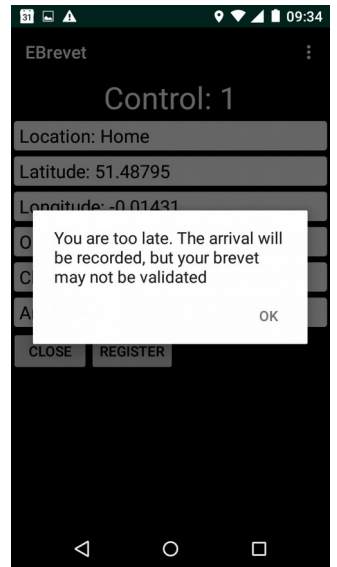 31
09:34
EBrevet
Control: 1
Location: Home
Latitude: 51.48795
Longitude: -0.01431
You are too late. The arrival will
be recorded, but your brevet
may not be validated
OK
CLOSE REGISTER